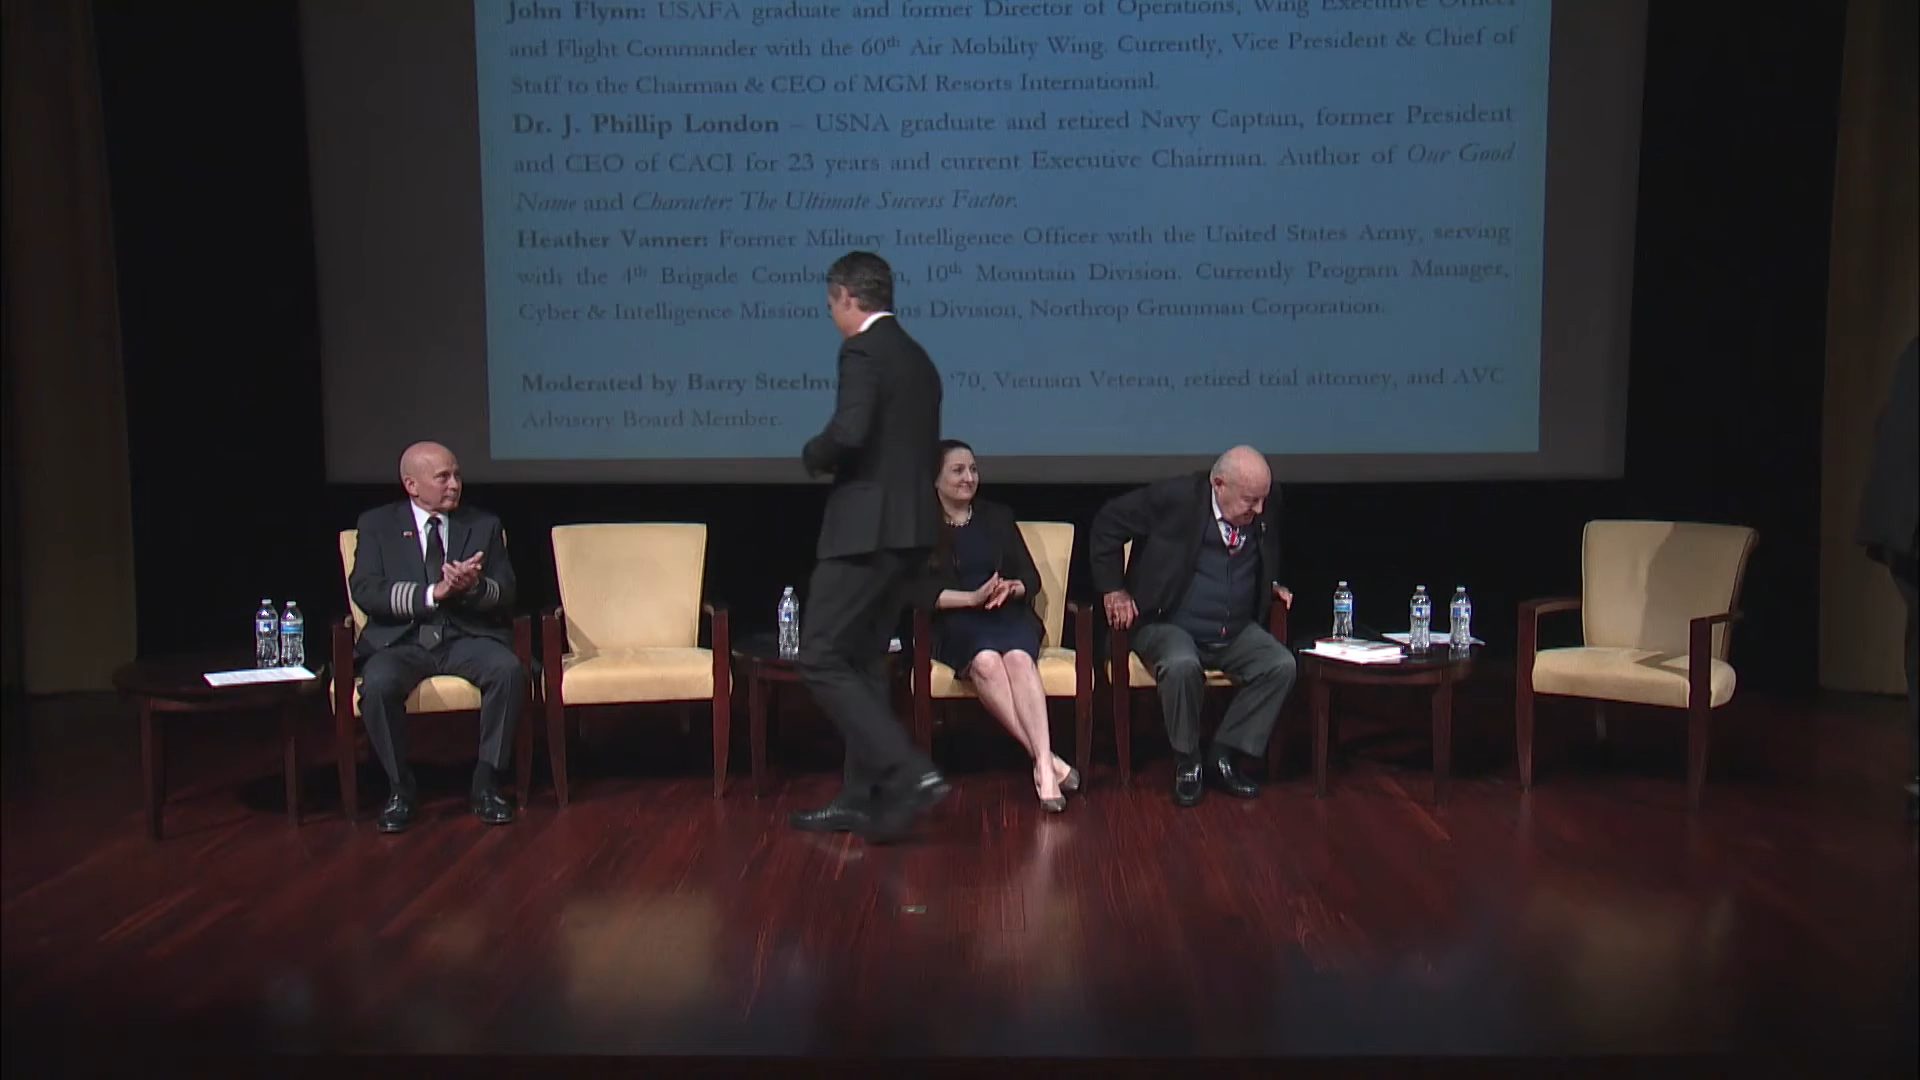 John Flynn: USAFA graduate and former Director of Operations, Wing Executive Officer
and Flight Commander with the 60th Air Mobility Wing. Currently, Vice President & Chief of
Staff to the Chairman & CEO of MGM Resorts International.
Dr. J. Phillip London – USNA graduate and retired Navy Captain, former President
and CEO of CACI for 23 years and current Executive Chairman. Author of Our Good
Name and Character: The Ultimate Success Factor.
Heather Vanner: Former Military Intelligence Officer with the United States Army, serving
with the 4th Brigade 10th Mountain Division. Currently Program Manager,
Cyber & Intelligence Mission Division, Northrop Grumman Corporation.
Moderated by Barry '70, Vietnam Veteran, retired trial attorney, and AVC
Advisory Board Member.